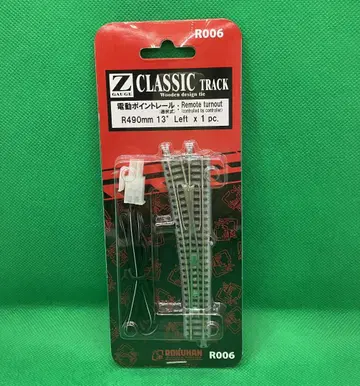 R006
Z
GAUGE
CLASSIC TRACK
Wooden design tie
電動ポイントレール・Remote turnout
(controlled by controller)
R490mm 13° Left x 1 pc.
ROKUHAN
R006